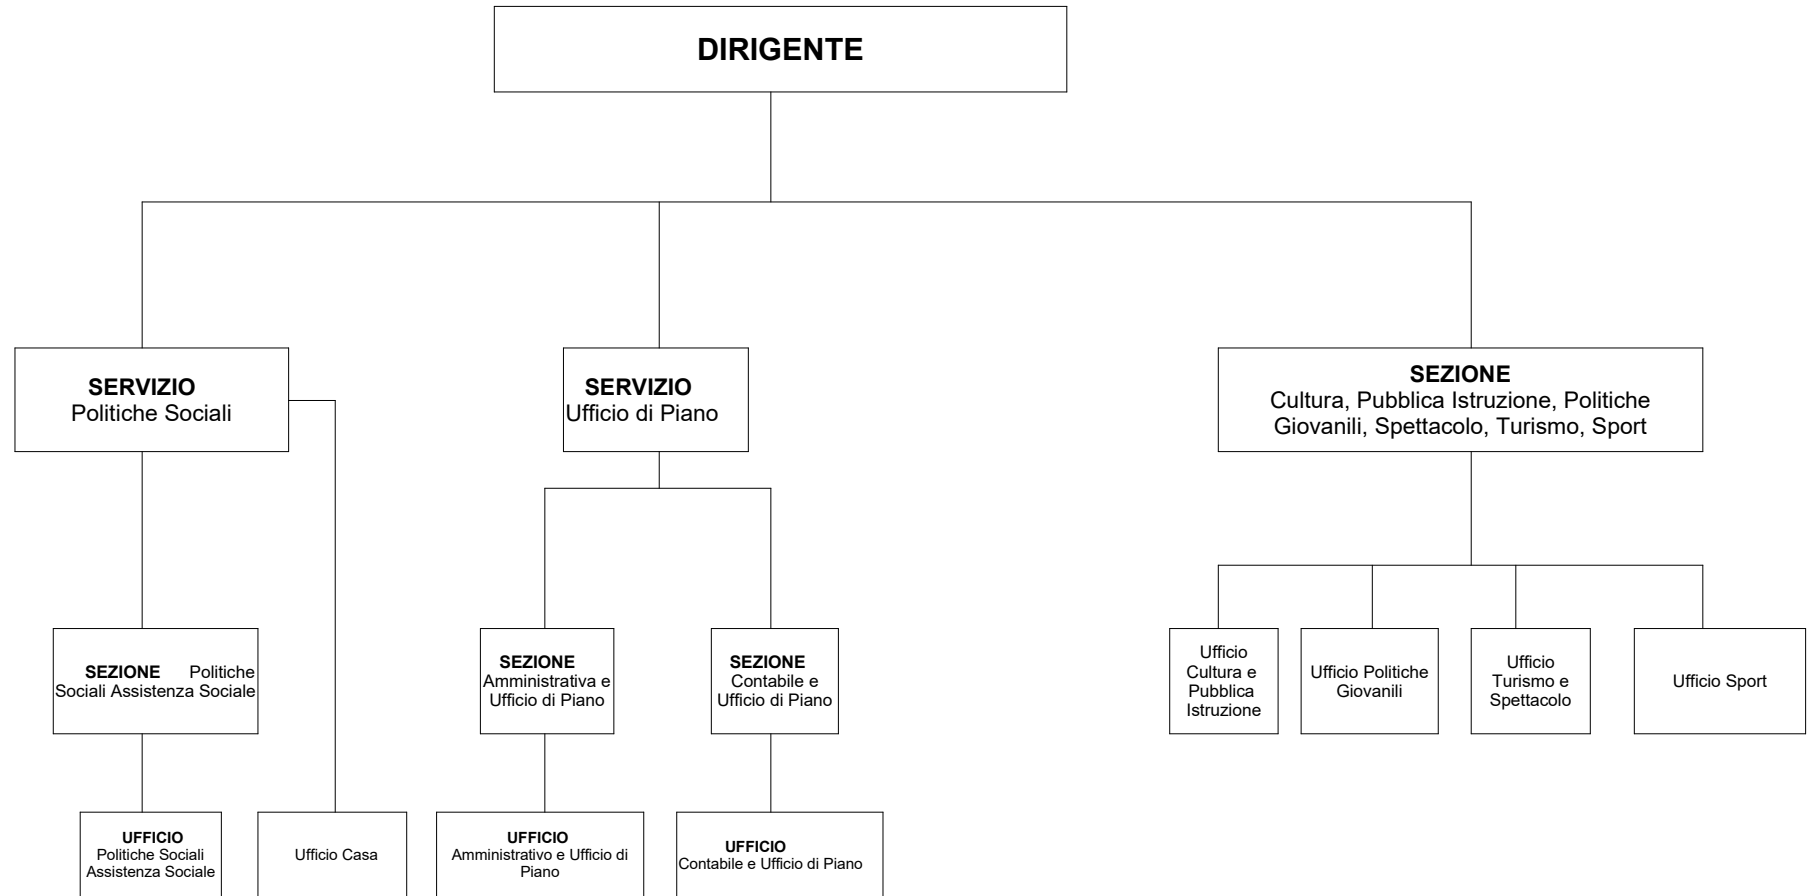 DIRIGENTE
SERVIZIO
Politiche Sociali
SERVIZIO
Ufficio di Piano
SEZIONE
Cultura, Pubblica Istruzione, Politiche
Giovanili, Spettacolo, Turismo, Sport
SEZIONE Politiche
Sociali Assistenza Sociale
SEZIONE
Amministrativa e
Ufficio di Piano
SEZIONE
Contabile e
Ufficio di Piano
Ufficio
Cultura e
Pubblica
Istruzione
Ufficio Politiche
Giovanili
Ufficio
Turismo e
Spettacolo
Ufficio Sport
UFFICIO
Politiche Sociali
Assistenza Sociale
Ufficio Casa
UFFICIO
Amministrativo e Ufficio di
Piano
UFFICIO
Contabile e Ufficio di Piano